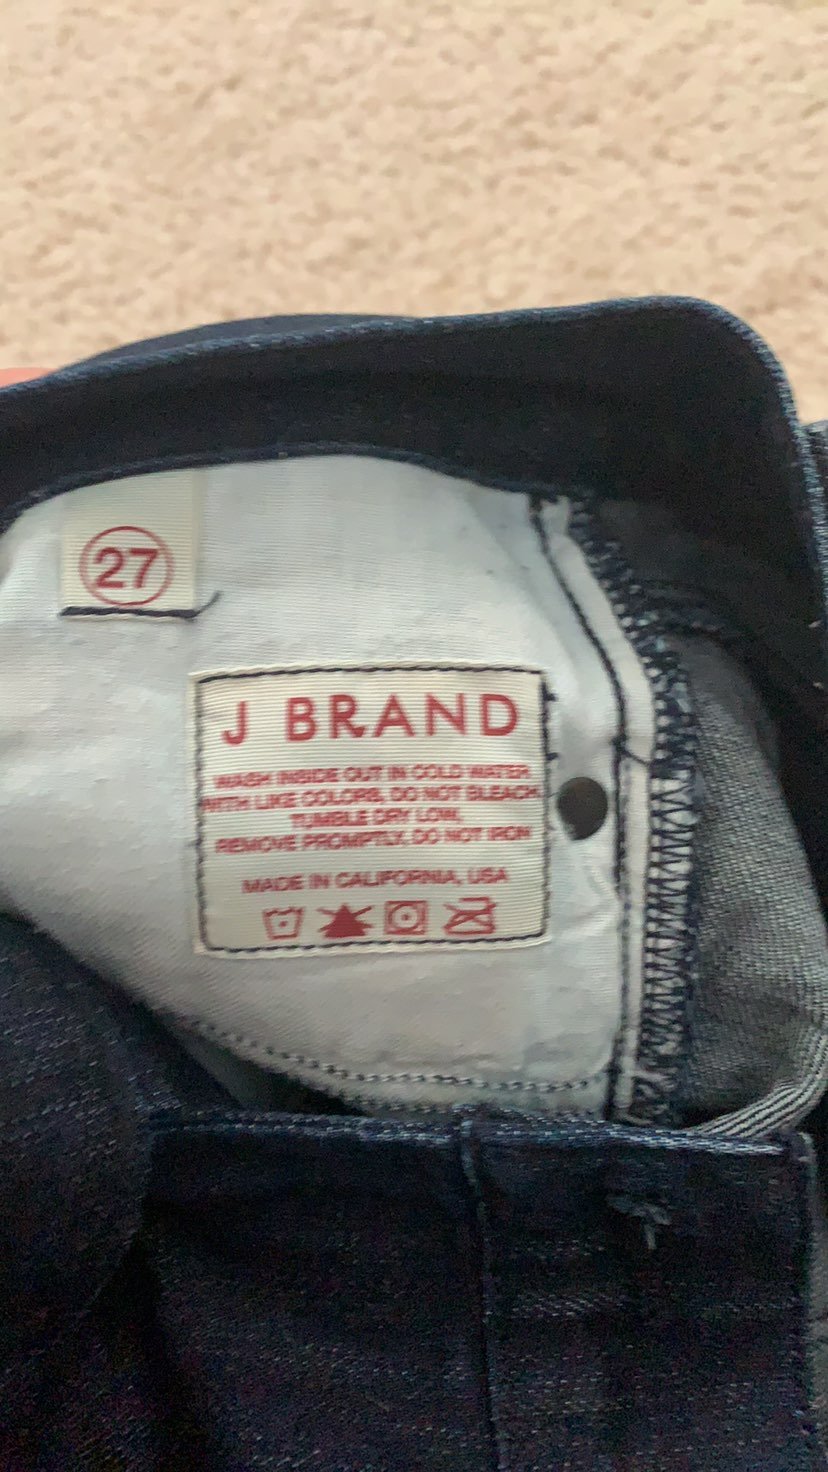 27
J BRAND
WASH INSIDE OUT IN COLD WATER
WITH LIKE COLORS, DO NOT BLEACH,
TUMBLE DRY LOW,
REMOVE PROMPTLY, DO NOT IRON
MADE IN CALIFORNIA, USA